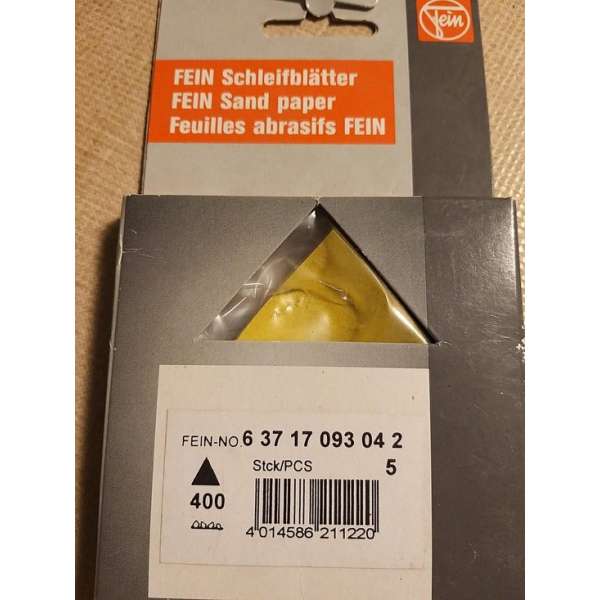 Fein
FEIN Schleifblätter
FEIN Sand paper
Feuilles abrasifs FEIN
FEIN-NO 6 37 17 093 04 2
Stck/PCS 5
400
4 014586 211220